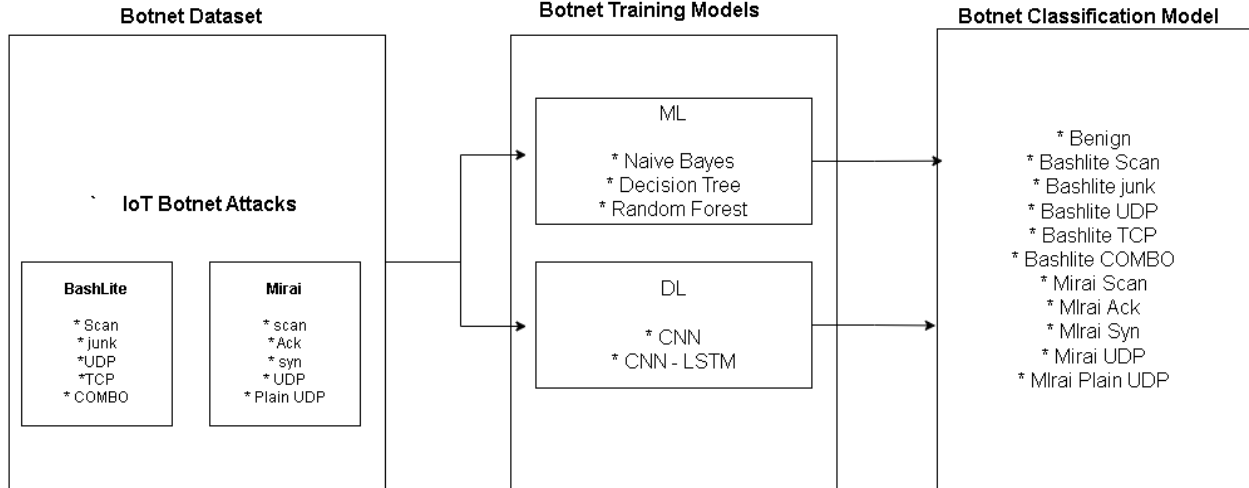 Botnet Dataset
` IoT Botnet Attacks
BashLite
* Scan
* junk
*UDP
*TCP
* COMBO
Mirai
* scan
*Ack
* syn
* UDP
* Plain UDP
Botnet Training Models
ML
* Naive Bayes
* Decision Tree
* Random Forest
DL
* CNN
* CNN - LSTM
Botnet Classification Model
* Benign
* Bashlite Scan
* Bashlite junk
* Bashlite UDP
* Bashlite TCP
* Bashlite COMBO
* Mirai Scan
* MIrai Ack
* MIrai Syn
* Mirai UDP
* MIrai Plain UDP